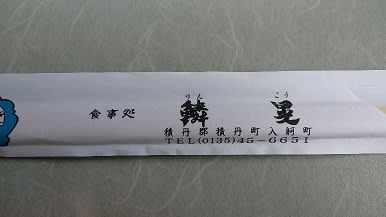 りん こう
食事処 鱗晃
積丹郡積丹町入舸町
TEL(0135)45-6651